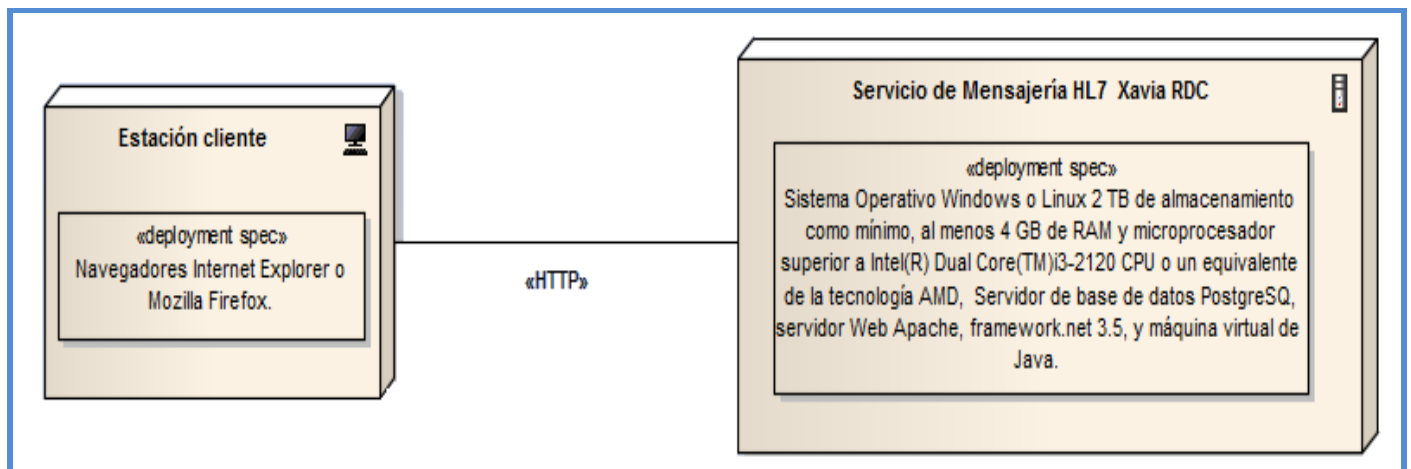 Estación cliente
«deployment spec»
Navegadores Internet Explorer o
Mozilla Firefox.
«HTTP»
Servicio de Mensajería HL7 Xavia RDC
«deployment spec»
Sistema Operativo Windows o Linux 2 TB de almacenamiento
como mínimo, al menos 4 GB de RAM y microprocesador
superior a Intel(R) Dual Core(TM)i3-2120 CPU o un equivalente
de la tecnología AMD, Servidor de base de datos PostgreSQ,
servidor Web Apache, framework.net 3.5, y máquina virtual de
Java.